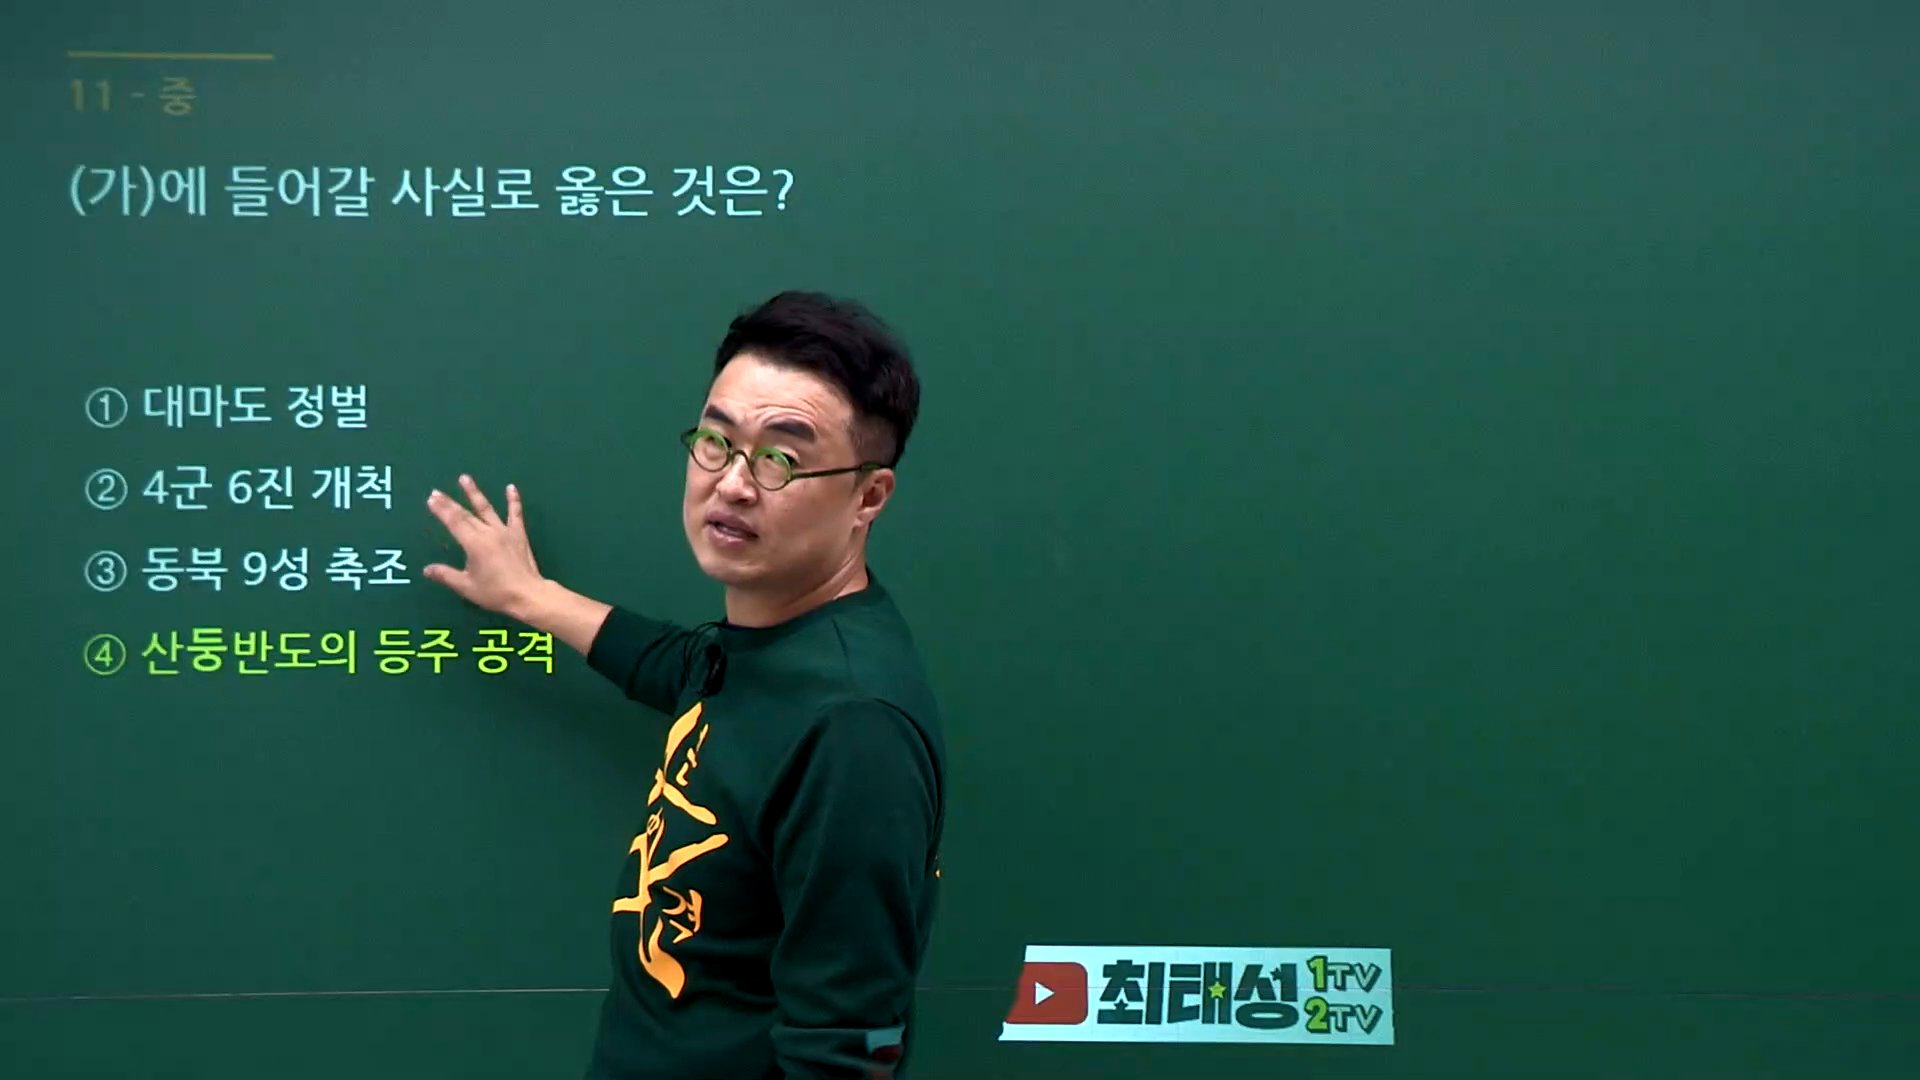 11 - 중
(가)에 들어갈 사실로 옳은 것은?
① 대마도 정벌
② 4군 6진 개척
③ 동북 9성 축조
④ 산둥반도의 등주 공격
최태성 1TV
2TV